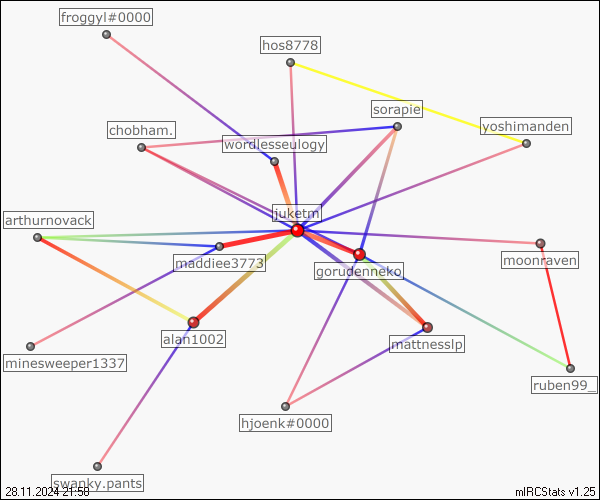 froggyl#0000
hos8778
sorapie
yoshimanden
chobham.
wordlesseulogy
juketm
arthurnovack
maddiee3773
gorudenneko
moonraven
alan1002
mattnesslp
minesweeper1337
ruben99_
hjoenk#0000
swanky.pants
28.11.2024 21:58
mIRCStats v1.25